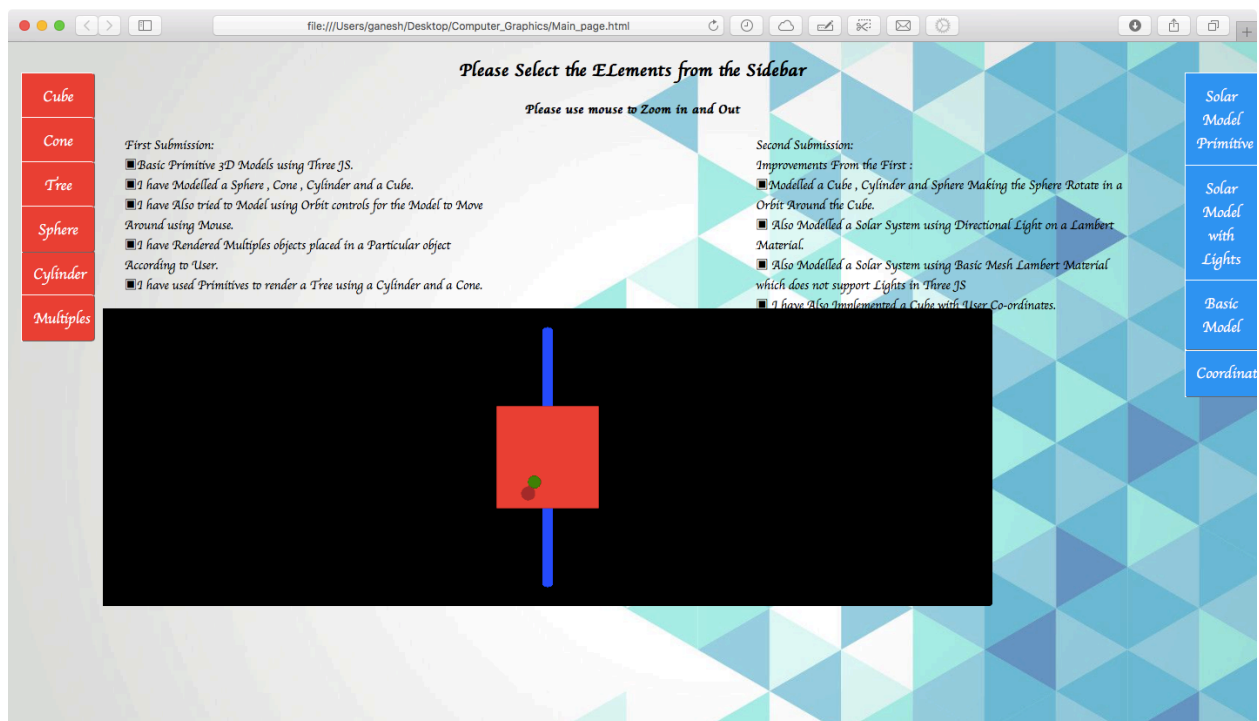 file:///Users/ganesh/Desktop/Computer_Graphics/Main_page.html
Please Select the ELements from the Sidebar
Please use mouse to Zoom in and Out
Cube
Cone
Tree
Sphere
Cylinder
Multiples
First Submission:
Basic Primitive 3D Models using Three JS.
I have Modelled a Sphere , Cone , Cylinder and a Cube.
I have Also tried to Model using Orbit controls for the Model to Move
Around using Mouse.
I have Rendered Multiples objects placed in a Particular object
According to User.
I have used Primitives to render a Tree using a Cylinder and a Cone.
Second Submission:
Improvements From the First :
Modelled a Cube , Cylinder and Sphere Making the Sphere Rotate in a
Orbit Around the Cube.
Also Modelled a Solar System using Directional Light on a Lambert
Material.
Also Modelled a Solar System using Basic Mesh Lambert Material
which does not support Lights in Three JS
I have Also Implemented a Cube with User Co-ordinates.
Solar
Model
Primitive
Solar
Model
with
Lights
Basic
Model
Coordinat